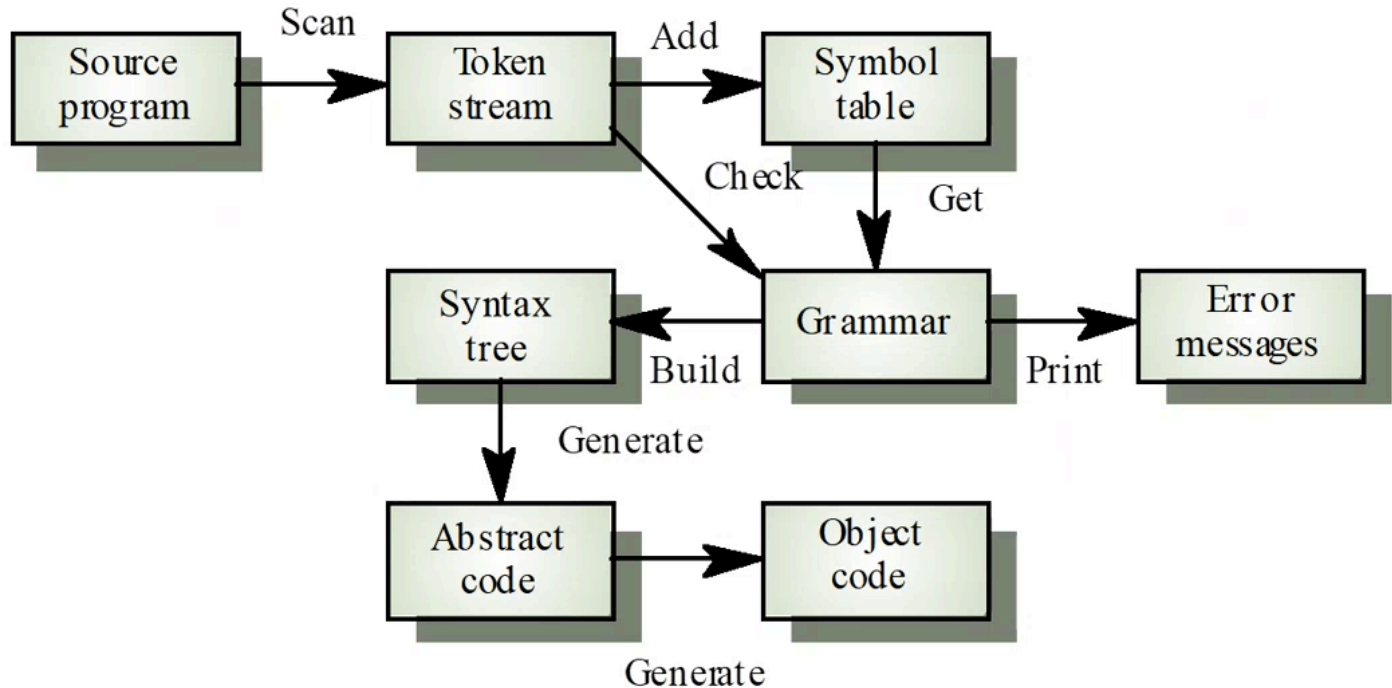 Scan
Add
Source
program
Token
stream
Symbol
table
Check
Get
Syntax
tree
Grammar
Error
messages
Build
Print
Generate
Abstract
code
Object
code
Generate